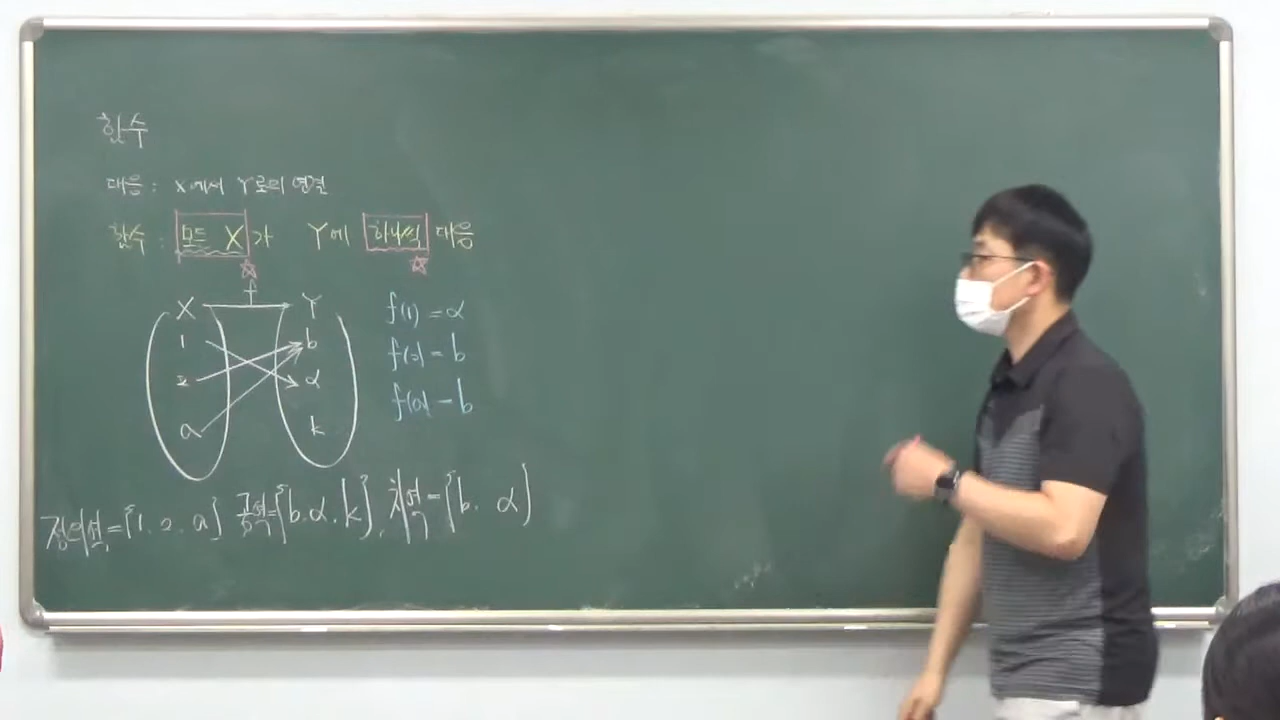 함수
대응 : X에서 Y로의 연결
함수 : 모든 X가 Y에 하나씩 대응
f
X Y
1 b
2 α
a k
f(1) = α
f(2) = b
f(a) = b
정의역 = {1, 2, a} 공역 = {b, α, k}, 치역 = {b, α}